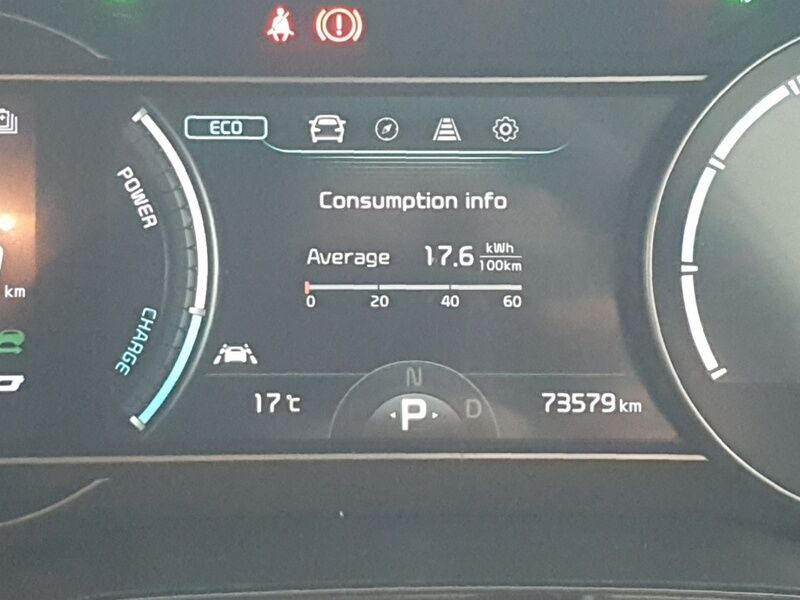 ECO
POWER
Consumption info
Average 17.6 kWh/100km
0 20 40 60
km
CHARGE
N
17℃ P D 73579 km